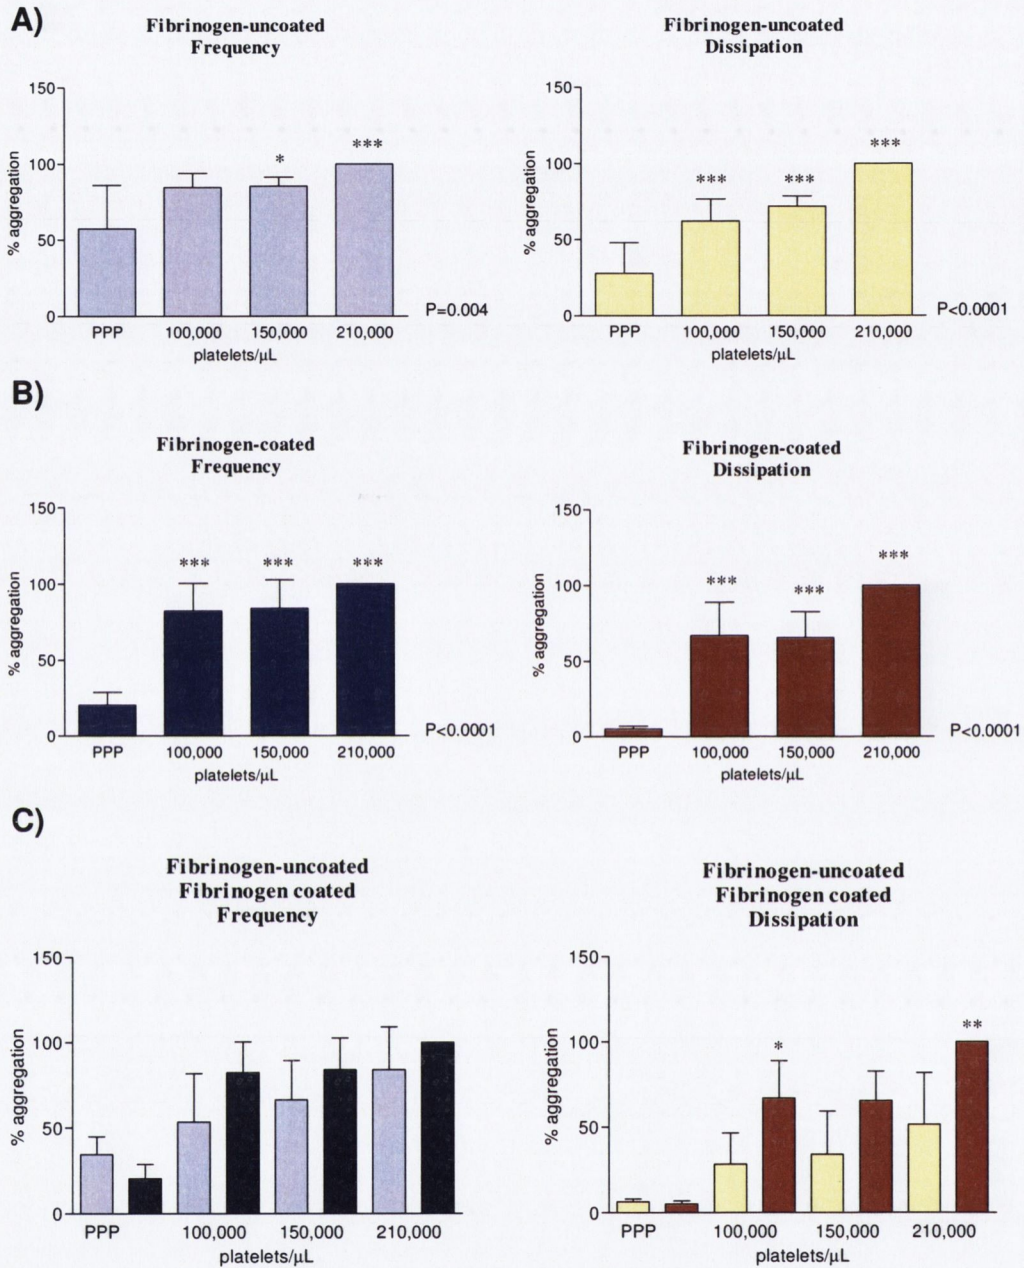 A)
Fibrinogen-uncoated
Frequency
150
100
50
0
% aggregation
*
***
PPP 100,000 150,000 210,000
platelets/µL
P=0.004
Fibrinogen-uncoated
Dissipation
150
100
50
0
% aggregation
***
***
***
PPP 100,000 150,000 210,000
platelets/µL
P<0.0001
B)
Fibrinogen-coated
Frequency
150
100
50
0
% aggregation
***
***
***
PPP 100,000 150,000 210,000
platelets/µL
P<0.0001
Fibrinogen-coated
Dissipation
150
100
50
0
% aggregation
***
***
***
PPP 100,000 150,000 210,000
platelets/µL
P<0.0001
C)
Fibrinogen-uncoated
Fibrinogen coated
Frequency
150
100
50
0
% aggregation
PPP 100,000 150,000 210,000
platelets/µL
Fibrinogen-uncoated
Fibrinogen coated
Dissipation
150
100
50
0
% aggregation
*
**
PPP 100,000 150,000 210,000
platelets/µL